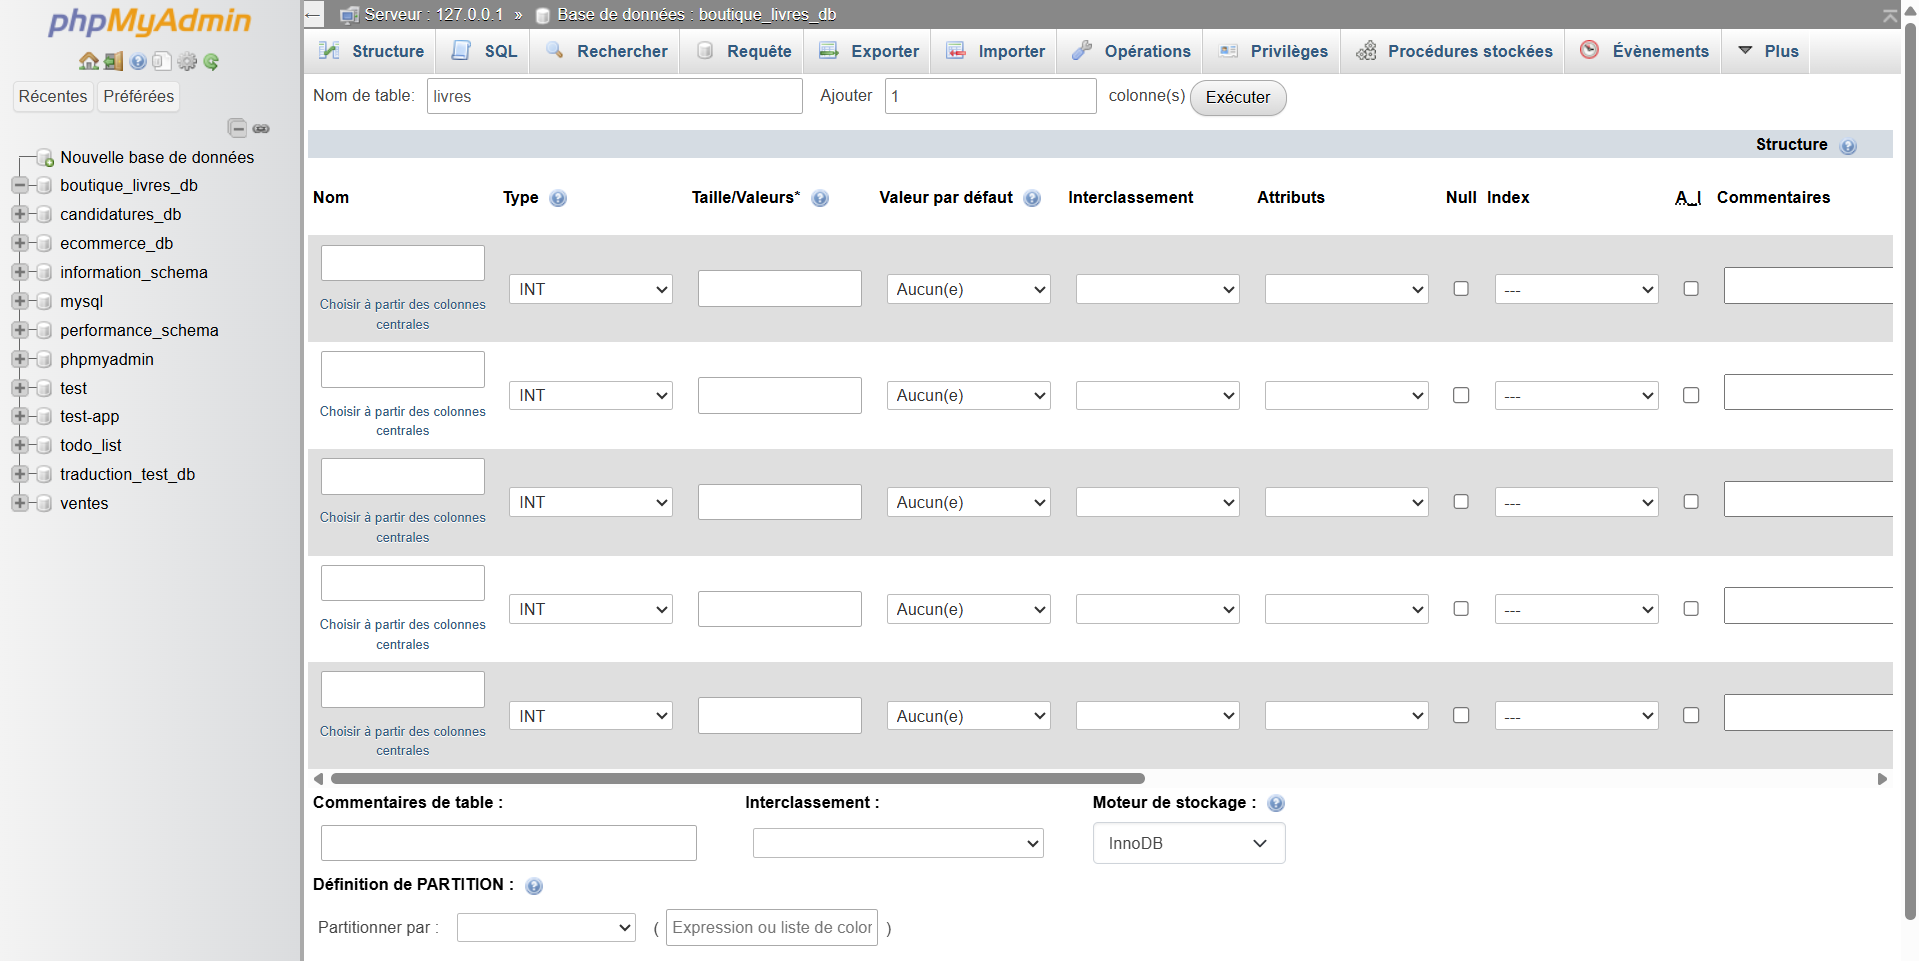 phpMyAdmin
Récentes
Préférées
Nouvelle base de données
boutique_livres_db
candidatures_db
ecommerce_db
information_schema
mysql
performance_schema
phpmyadmin
test
test-app
todo_list
traduction_test_db
ventes
Serveur : 127.0.0.1 » Base de données : boutique_livres_db
Structure SQL Rechercher Requête Exporter Importer Opérations Privilèges Procédures stockées Évènements Plus
Nom de table: livres Ajouter 1 colonne(s) Exécuter
Structure
Nom Type Taille/Valeurs* Valeur par défaut Interclassement Attributs Null Index A_I Commentaires
INT Aucun(e) ---
Choisir à partir des colonnes
centrales
INT Aucun(e) ---
Choisir à partir des colonnes
centrales
INT Aucun(e) ---
Choisir à partir des colonnes
centrales
INT Aucun(e) ---
Choisir à partir des colonnes
centrales
INT Aucun(e) ---
Choisir à partir des colonnes
centrales
Commentaires de table : Interclassement : Moteur de stockage :
InnoDB
Définition de PARTITION :
Partitionner par : ( Expression ou liste de color )